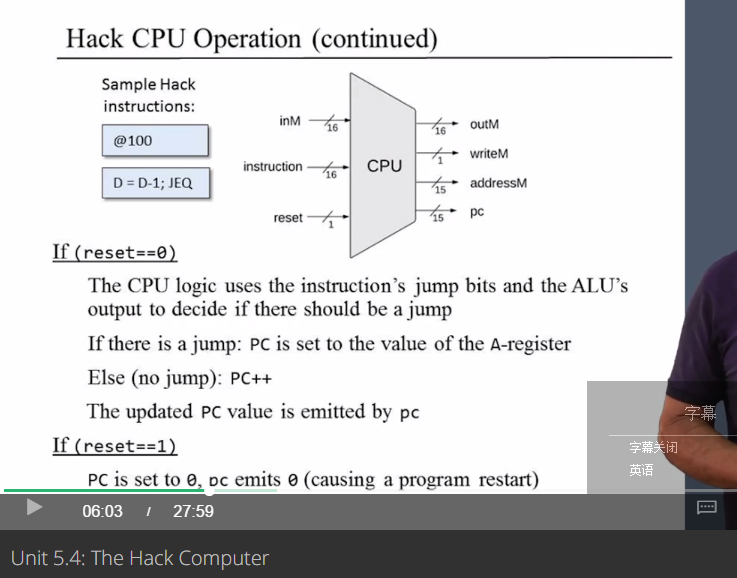 Hack CPU Operation (continued)
Sample Hack
instructions:
@100
D = D-1; JEQ
inM
16
instruction
16
reset
1
CPU
16
outM
1
writeM
15
addressM
15
pc
If (reset==0)
The CPU logic uses the instruction's jump bits and the ALU's
output to decide if there should be a jump
If there is a jump: PC is set to the value of the A-register
Else (no jump): PC++
The updated PC value is emitted by pc
If (reset==1)
PC is set to 0, pc emits 0 (causing a program restart)
字幕
字幕关闭
英语
06:03 / 27:59
Unit 5.4: The Hack Computer